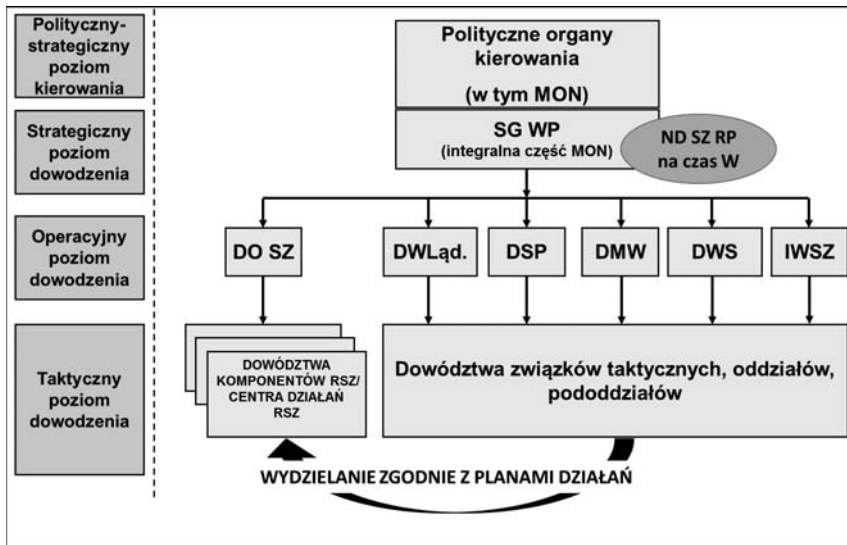 Polityczny-
strategiczny
poziom
kierowania
Strategiczny
poziom
dowodzenia
Operacyjny
poziom
dowodzenia
Taktyczny
poziom
dowodzenia
Polityczne organy
kierowania
(w tym MON)
SG WP
(integralna część MON)
ND SZ RP
na czas W
DO SZ
DWLąd.
DSP
DMW
DWS
IWSZ
DOWÓDZTWA
KOMPONENTÓW RSZ/
CENTRA DZIAŁAŃ
RSZ
Dowództwa związków taktycznych, oddziałów,
pododdziałów
WYDZIELANIE ZGODNIE Z PLANAMI DZIAŁAŃ